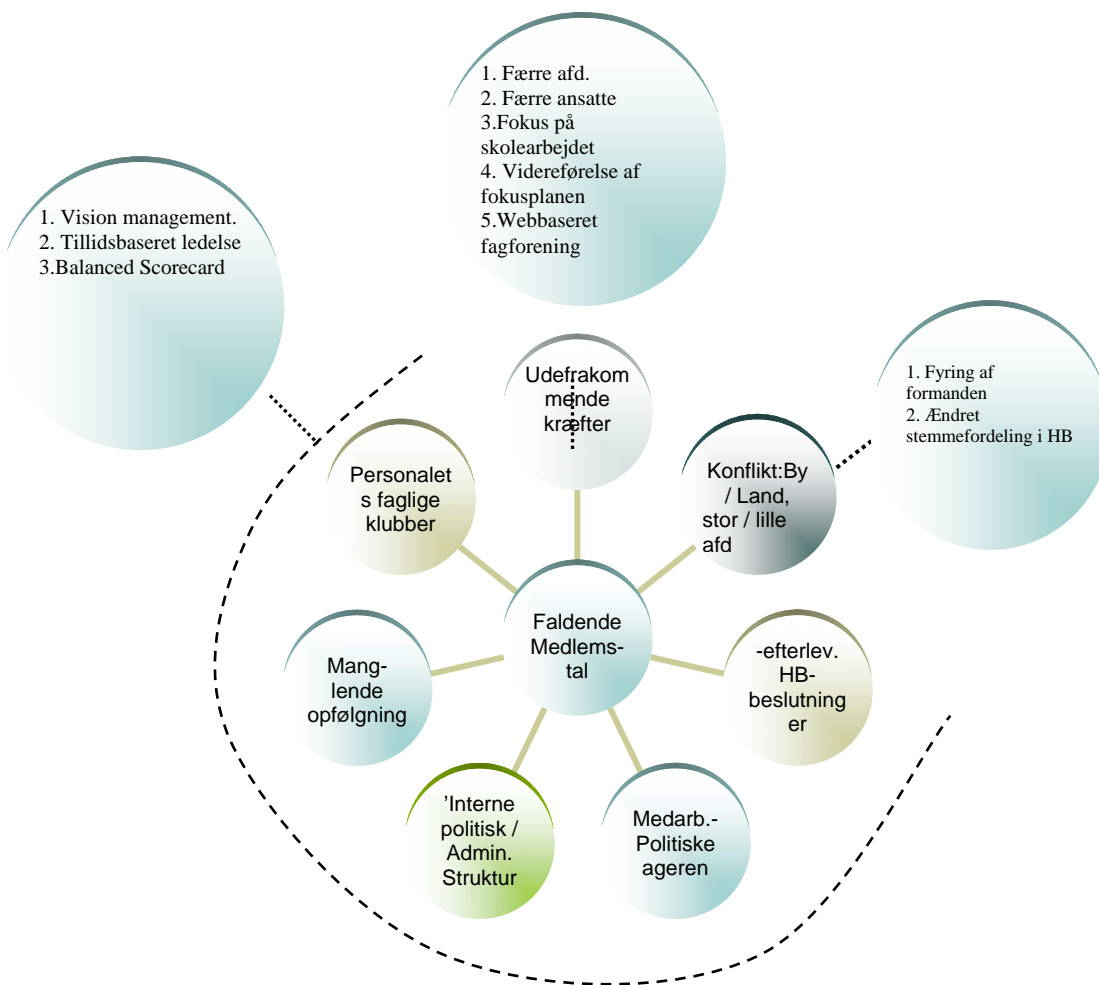 1. Færre afd.
2. Færre ansatte
3.Fokus på
skolearbejdet
4. Videreførelse af
fokusplanen
5.Webbaseret
fagforening
1. Vision management.
2. Tillidsbaseret ledelse
3.Balanced Scorecard
1. Fyring af
formanden
2. Ændret
stemmefordeling i HB
Udefrakom
mende
kræfter
Personalet
s faglige
klubber
Konflikt:By
/ Land,
stor / lille
afd
Faldende
Medlems-
tal
Mang-
lende
opfølgning
-efterlev.
HB-
beslutning
er
'Interne
politisk /
Admin.
Struktur
Medarb.-
Politiske
ageren